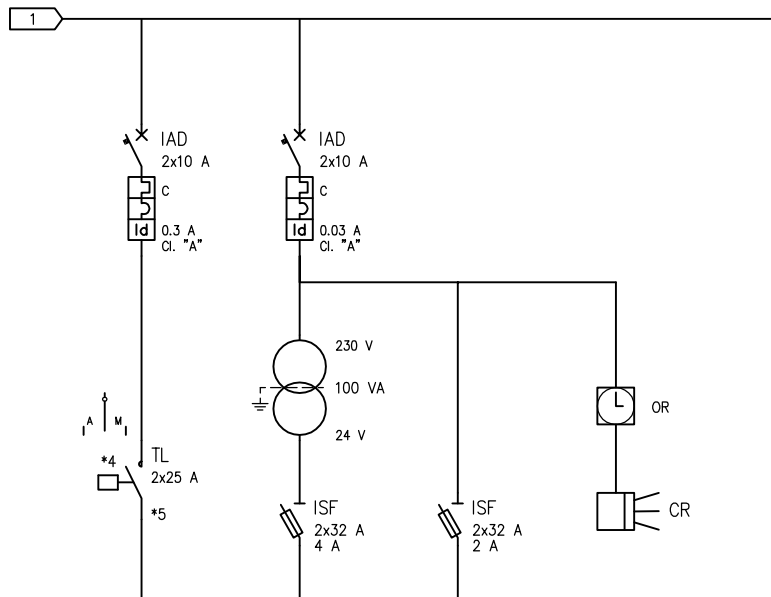 1
IAD
2x10 A
C
Id
0.3 A
Cl. "A"
IAD
2x10 A
C
Id
0.03 A
Cl. "A"
230 V
100 VA
24 V
OR
A
M
*4
TL
2x25 A
*5
ISF
2x32 A
4 A
ISF
2x32 A
2 A
CR